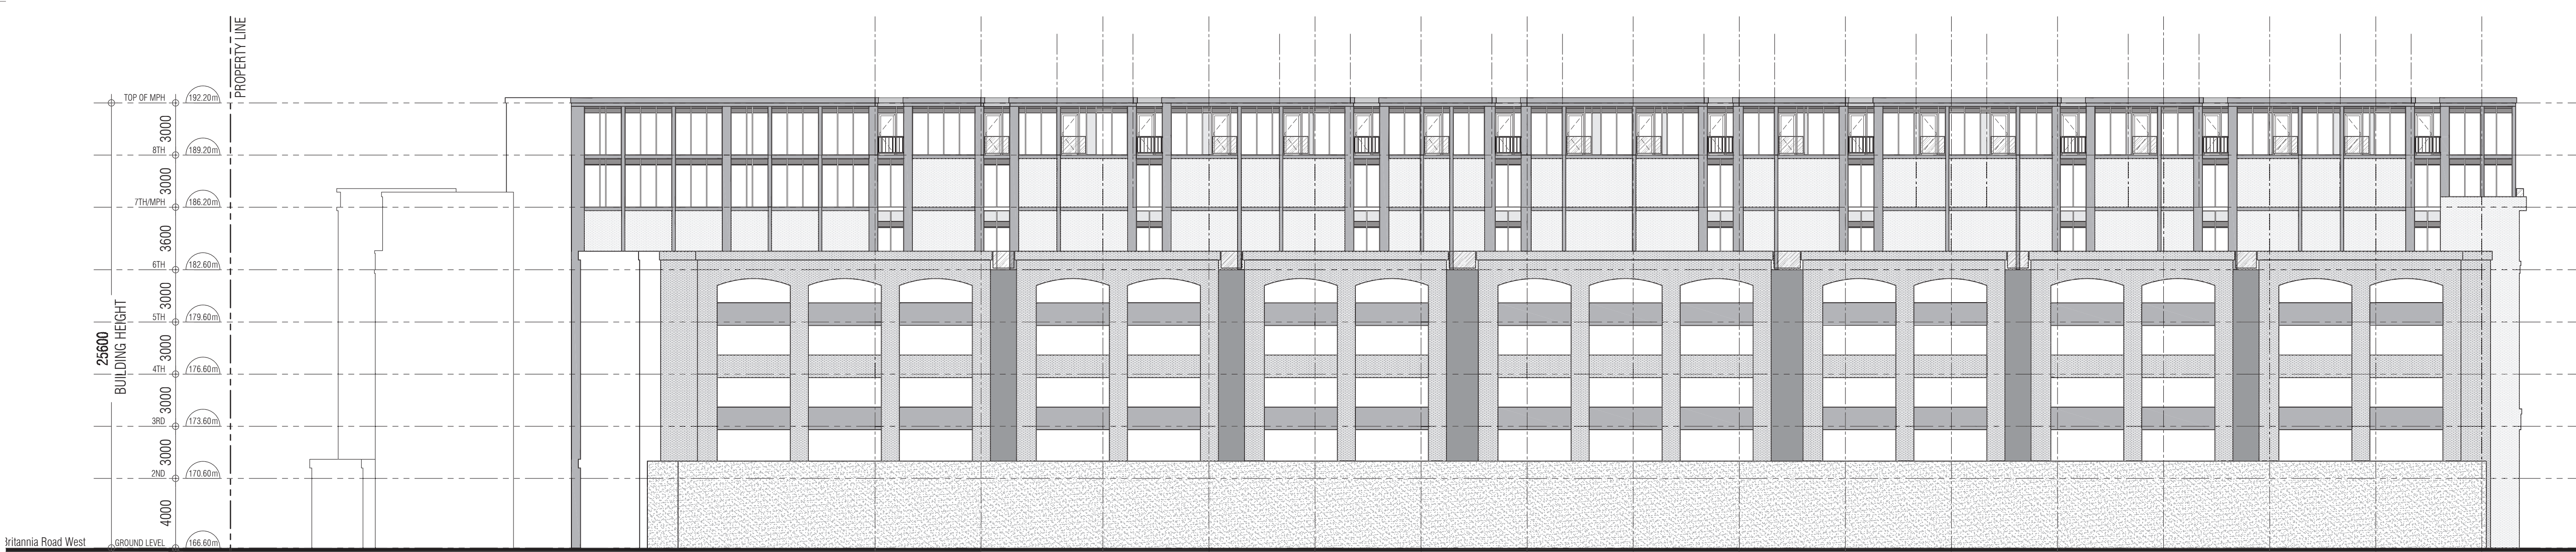 PROPERTY LINE
TOP OF MPH 192.20m
3000
8TH 189.20m
3000
7TH/MPH 186.20m
3600
6TH 182.60m
3000
5TH 179.60m
25600
BUILDING HEIGHT
3000
4TH 176.60m
3000
3RD 173.60m
3000
2ND 170.60m
4000
Britannia Road West
GROUND LEVEL 166.60m